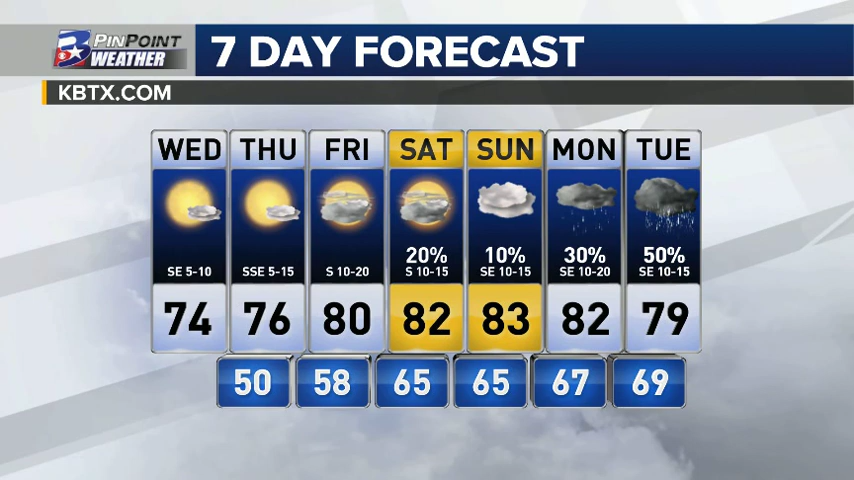 PINPOINT
WEATHER
7 DAY FORECAST
KBTX.COM
WED THU FRI SAT SUN MON TUE
20% 10% 30% 50%
SE 5-10 SSE 5-15 S 10-20 S 10-15 SE 10-15 SE 10-20 SE 10-15
74 76 80 82 83 82 79
50 58 65 65 67 69